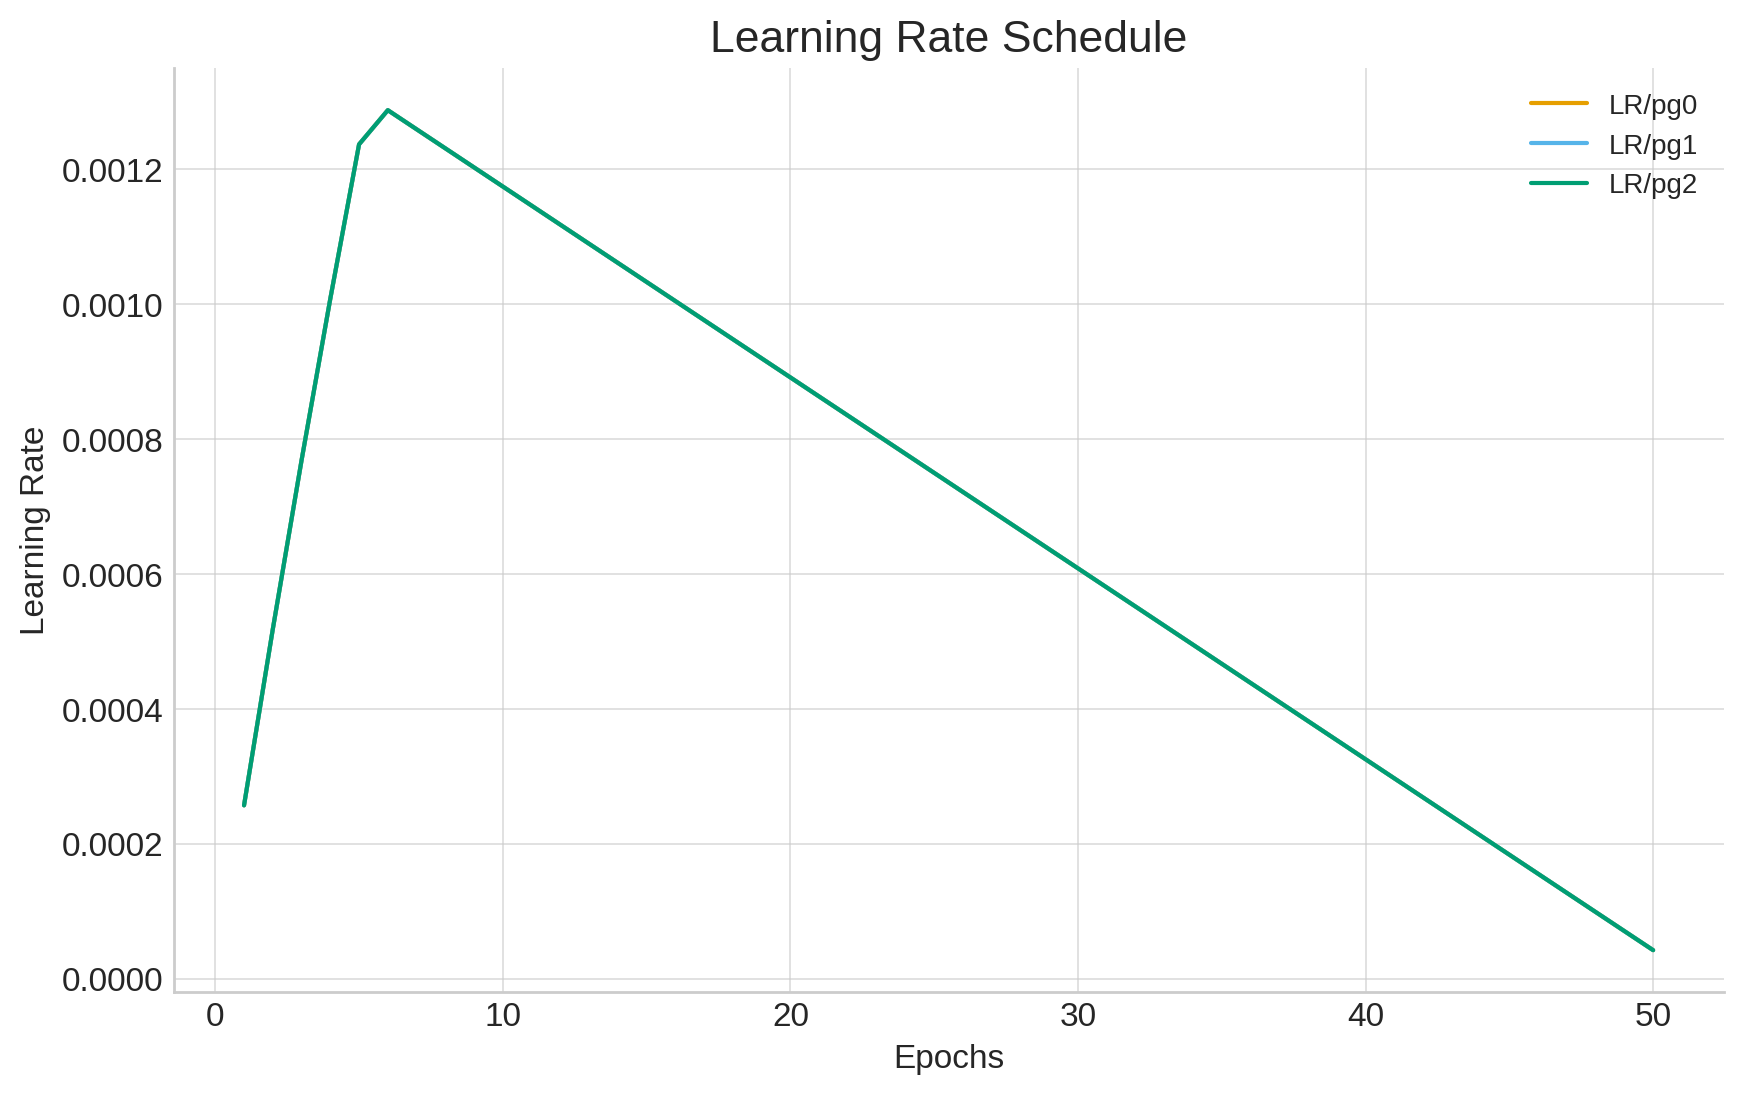 Learning Rate Schedule
LR/pg0
LR/pg1
LR/pg2
Learning Rate
0.0012
0.0010
0.0008
0.0006
0.0004
0.0002
0.0000
0 10 20 30 40 50
Epochs